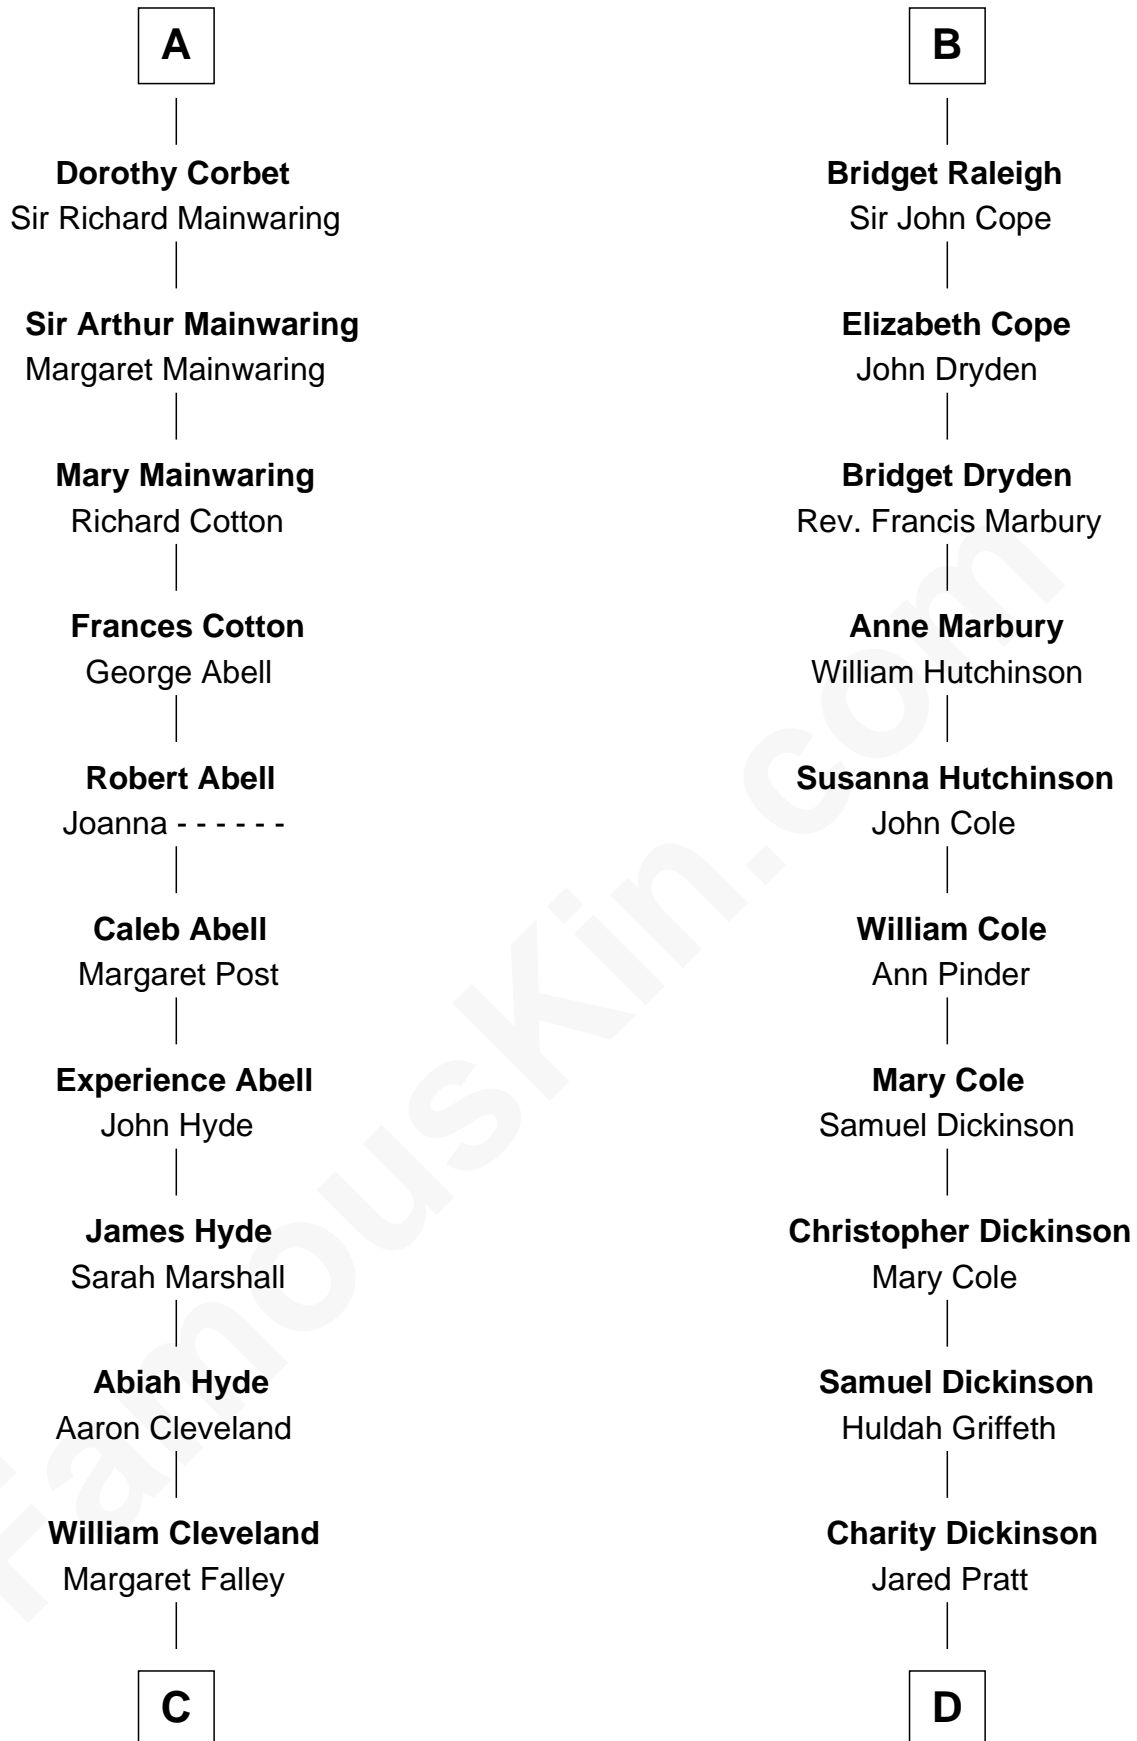 A
Dorothy Corbet
Sir Richard Mainwaring
Sir Arthur Mainwaring
Margaret Mainwaring
Mary Mainwaring
Richard Cotton
Frances Cotton
George Abell
Robert Abell
Joanna - - - - - -
Caleb Abell
Margaret Post
Experience Abell
John Hyde
James Hyde
Sarah Marshall
Abiah Hyde
Aaron Cleveland
William Cleveland
Margaret Falley
C
B
Bridget Raleigh
Sir John Cope
Elizabeth Cope
John Dryden
Bridget Dryden
Rev. Francis Marbury
Anne Marbury
William Hutchinson
Susanna Hutchinson
John Cole
William Cole
Ann Pinder
Mary Cole
Samuel Dickinson
Christopher Dickinson
Mary Cole
Samuel Dickinson
Huldah Griffeth
Charity Dickinson
Jared Pratt
D
FamousKin.com